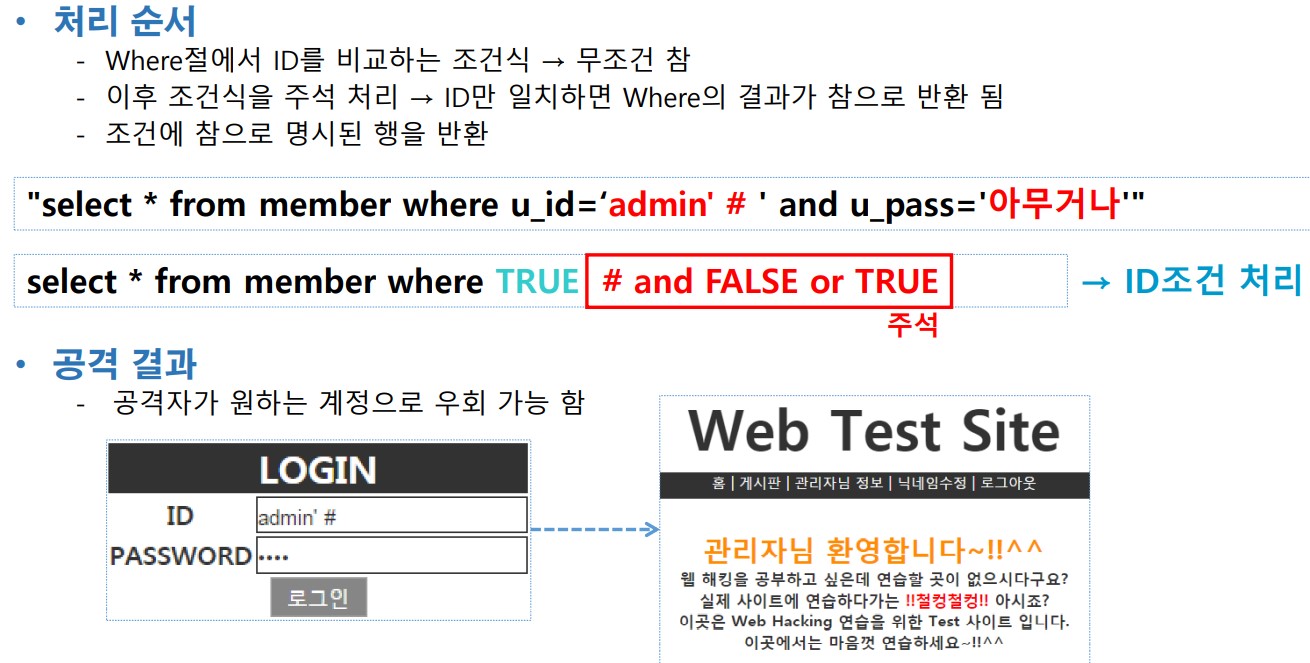 • 처리 순서
- Where절에서 ID를 비교하는 조건식 → 무조건 참
- 이후 조건식을 주석 처리 → ID만 일치하면 Where의 결과가 참으로 반환 됨
- 조건에 참으로 명시된 행을 반환
"select * from member where u_id=‘admin' # ' and u_pass='아무거나'"
select * from member where TRUE # and FALSE or TRUE → ID조건 처리
주석
• 공격 결과
- 공격자가 원하는 계정으로 우회 가능 함
LOGIN
ID admin' #
PASSWORD ••••
로그인
Web Test Site
홈 | 게시판 | 관리자님 정보 | 닉네임수정 | 로그아웃
관리자님 환영합니다~!!^^
웹 해킹을 공부하고 싶은데 연습할 곳이 없으시다구요?
실제 사이트에 연습하다가는 !!철컹철컹!! 아시죠?
이곳은 Web Hacking 연습을 위한 Test 사이트 입니다.
이곳에서는 마음껏 연습하세요~!!^^